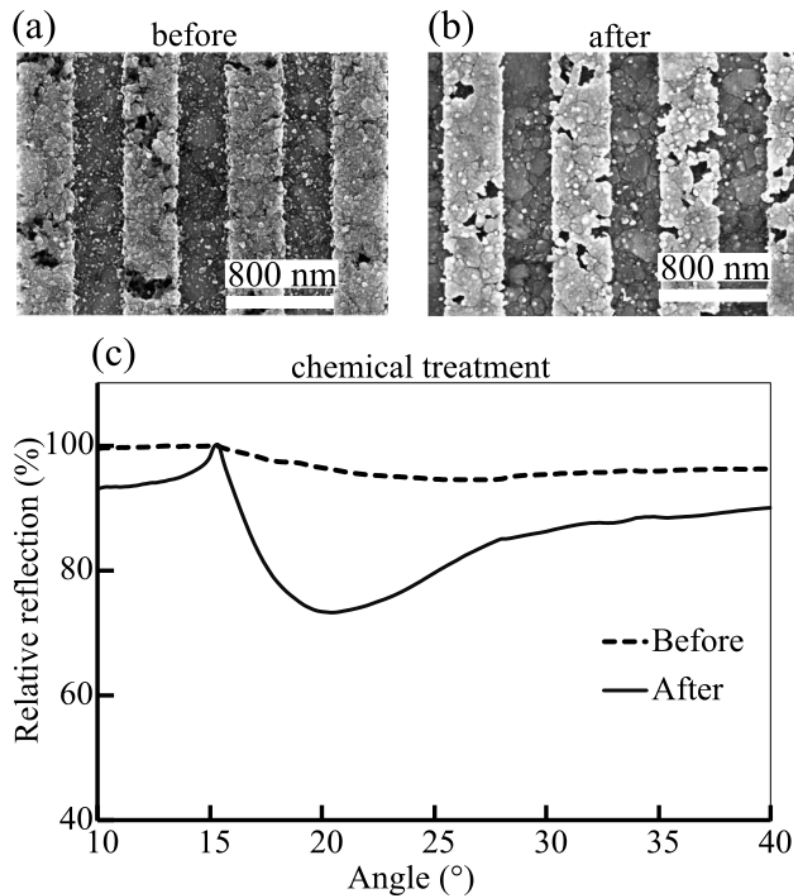 (a) before
(b) after
800 nm
800 nm
(c) chemical treatment
Relative reflection (%)
100
80
60
40
Before
After
10 15 20 25 30 35 40
Angle (°)